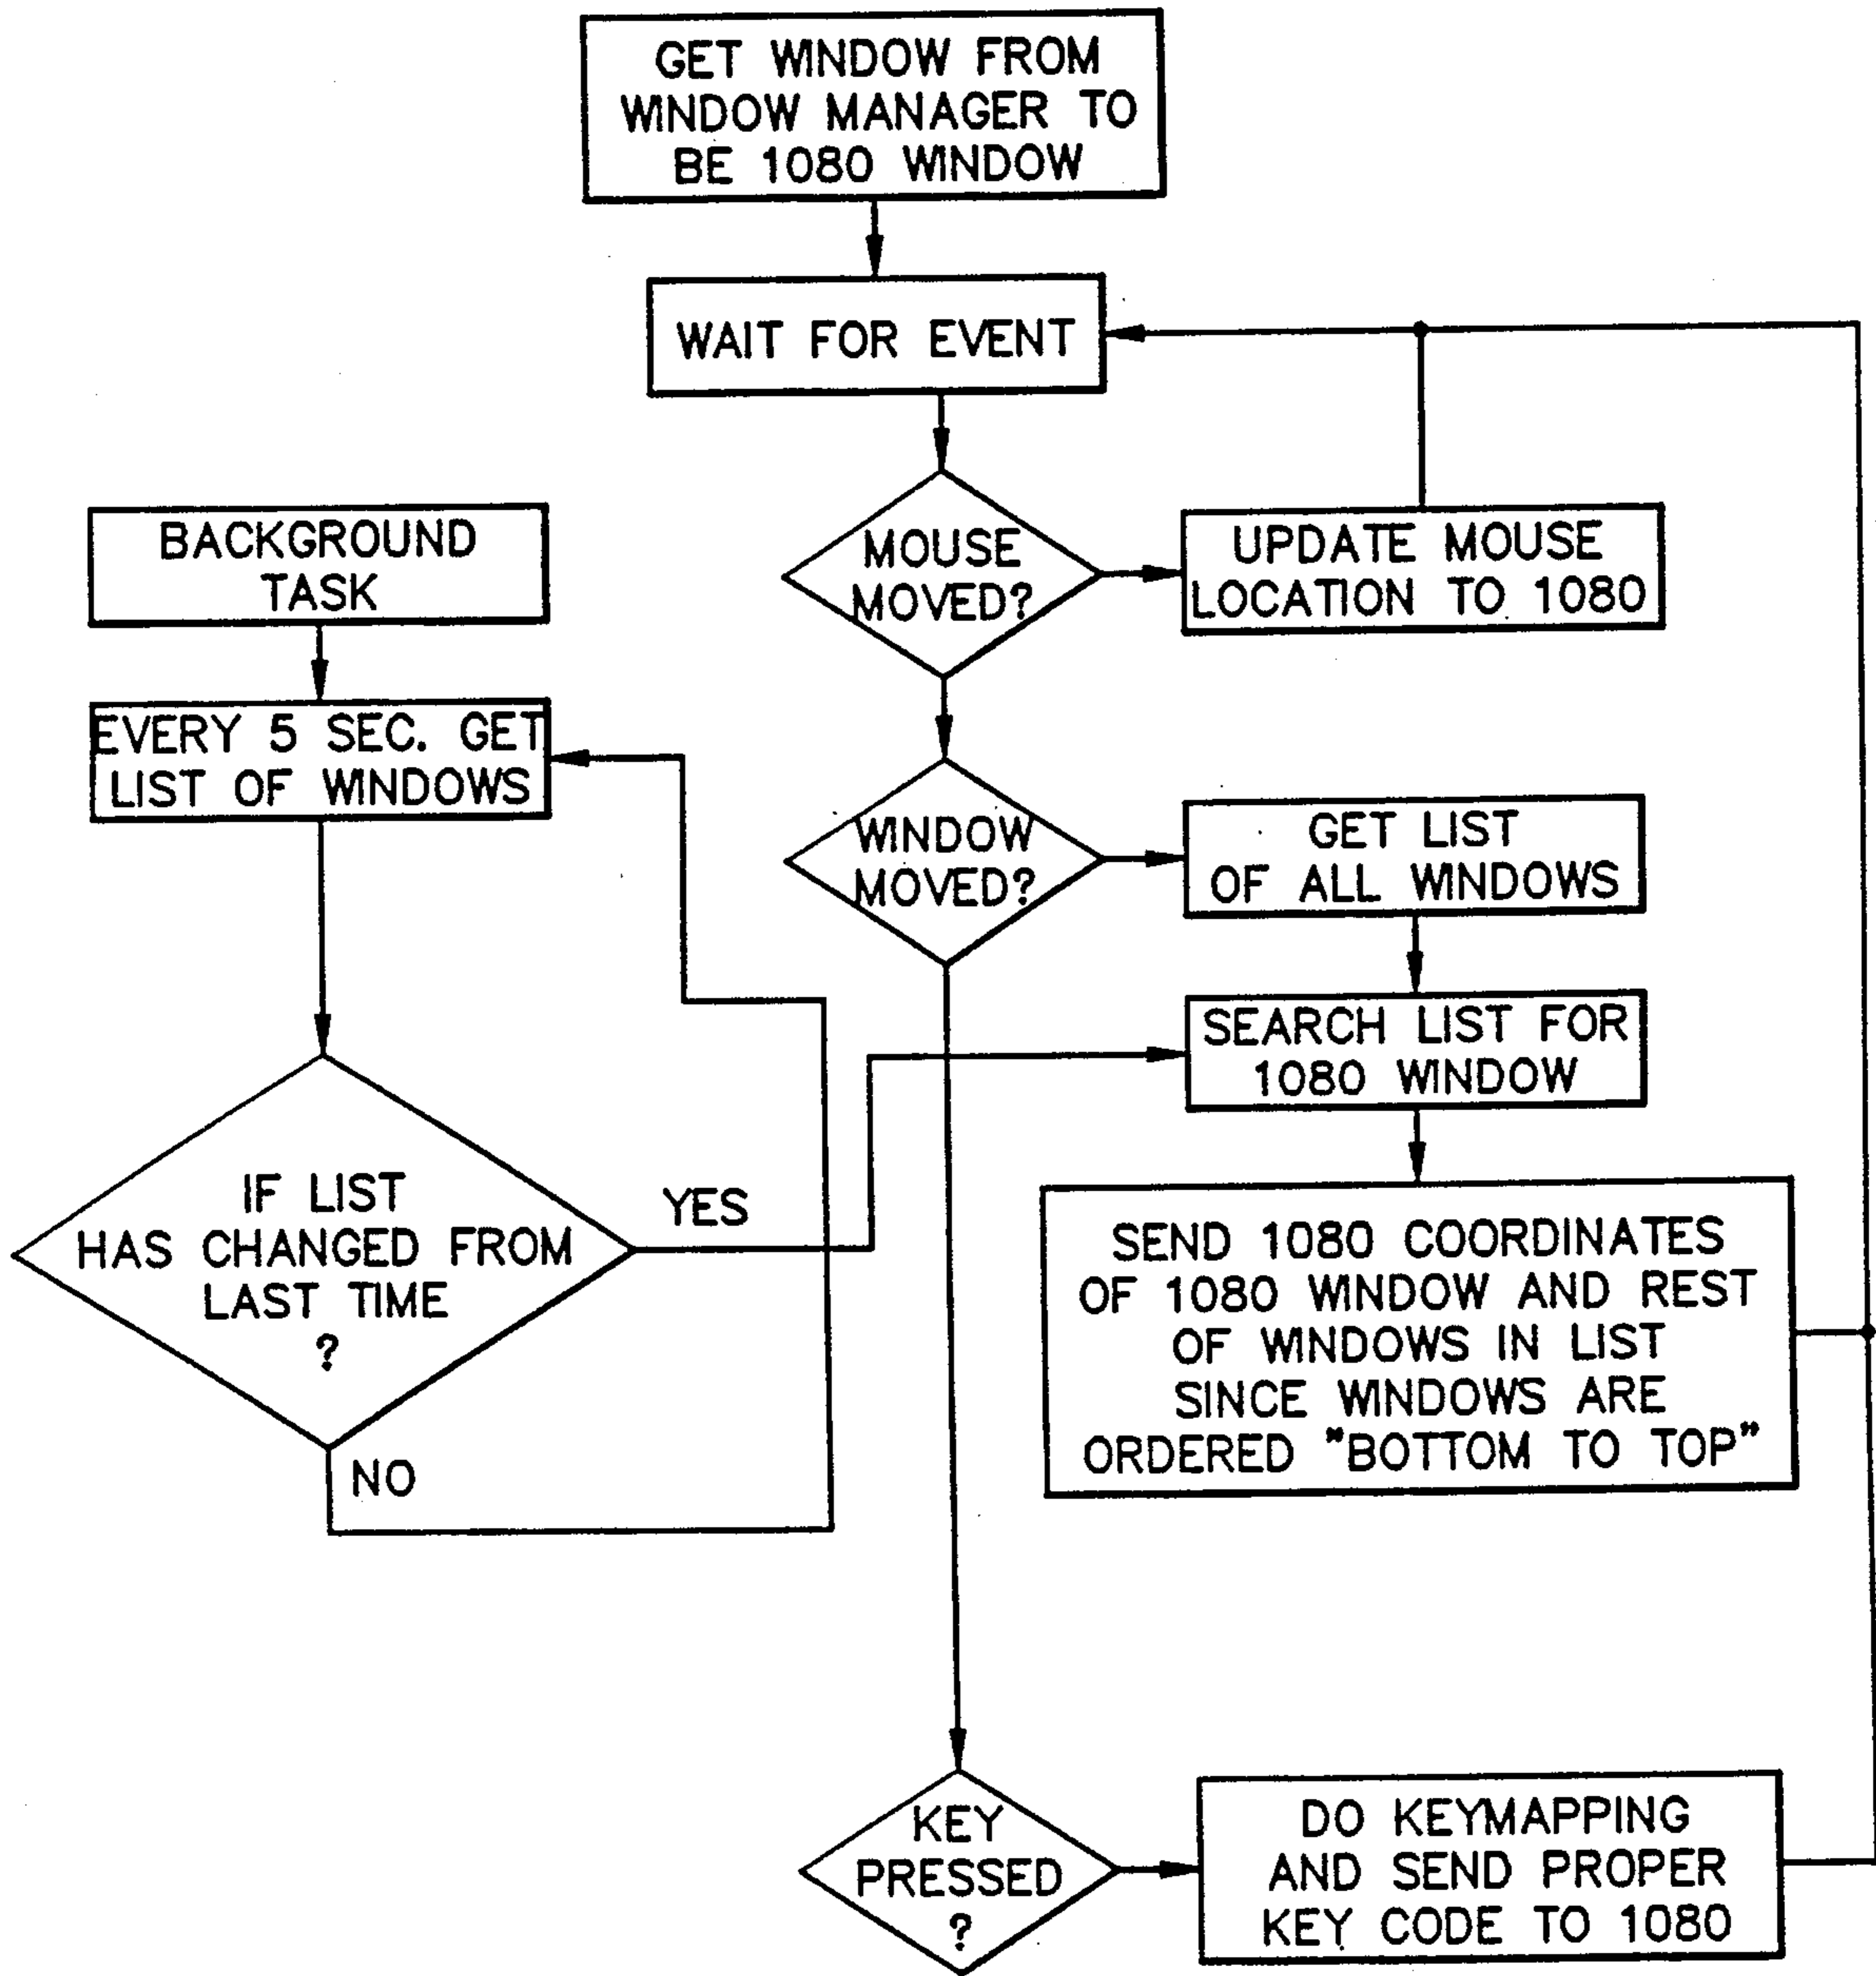 GET WINDOW FROM
WINDOW MANAGER TO
BE 1080 WINDOW
WAIT FOR EVENT
MOUSE
MOVED?
UPDATE MOUSE
LOCATION TO 1080
BACKGROUND
TASK
EVERY 5 SEC. GET
LIST OF WINDOWS
WINDOW
MOVED?
GET LIST
OF ALL WINDOWS
SEARCH LIST FOR
1080 WINDOW
IF LIST
HAS CHANGED FROM
LAST TIME
?
YES
NO
SEND 1080 COORDINATES
OF 1080 WINDOW AND REST
OF WINDOWS IN LIST
SINCE WINDOWS ARE
ORDERED "BOTTOM TO TOP"
KEY
PRESSED
?
DO KEYMAPPING
AND SEND PROPER
KEY CODE TO 1080